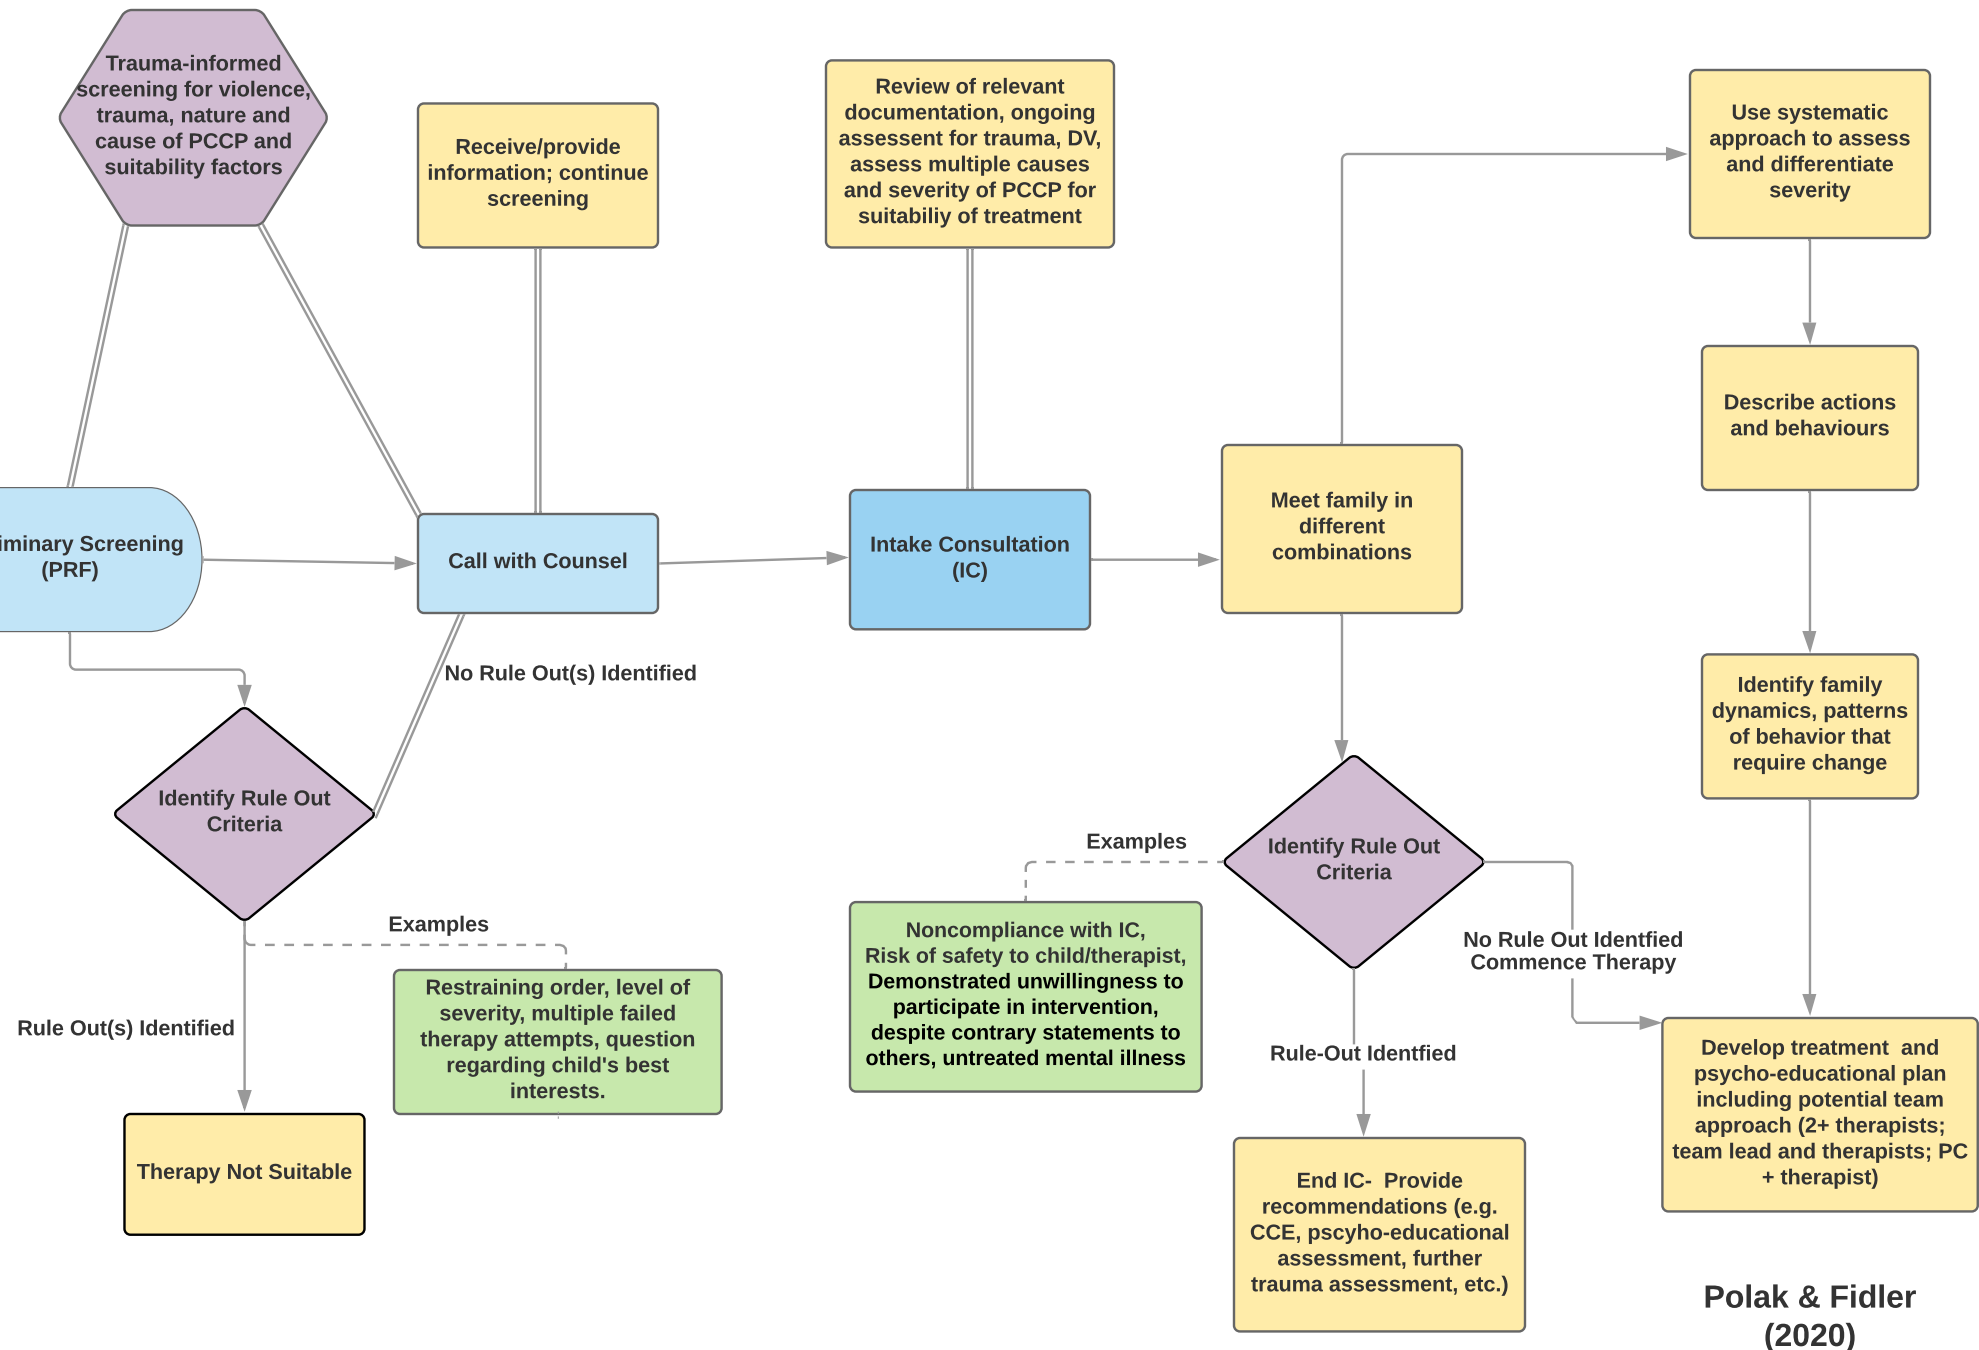 Trauma-informed
screening for violence,
trauma, nature and
cause of PCCP and
suitability factors
Receive/provide
information; continue
screening
Review of relevant
documentation, ongoing
assessent for trauma, DV,
assess multiple causes
and severity of PCCP for
suitabiliy of treatment
Use systematic
approach to assess
and differentiate
severity
Describe actions
and behaviours
iminary Screening
(PRF)
Call with Counsel
Intake Consultation
(IC)
Meet family in
different
combinations
No Rule Out(s) Identified
Identify family
dynamics, patterns
of behavior that
require change
Identify Rule Out
Criteria
Examples
Restraining order, level of
severity, multiple failed
therapy attempts, question
regarding child's best
interests.
Rule Out(s) Identified
Therapy Not Suitable
Examples
Noncompliance with IC,
Risk of safety to child/therapist,
Demonstrated unwillingness to
participate in intervention,
despite contrary statements to
others, untreated mental illness
Identify Rule Out
Criteria
No Rule Out Identfied
Commence Therapy
Rule-Out Identfied
End IC-  Provide
recommendations (e.g.
CCE, pscyho-educational
assessment, further
trauma assessment, etc.)
Develop treatment  and
psycho-educational plan
including potential team
approach (2+ therapists;
team lead and therapists; PC
+ therapist)
Polak & Fidler
(2020)